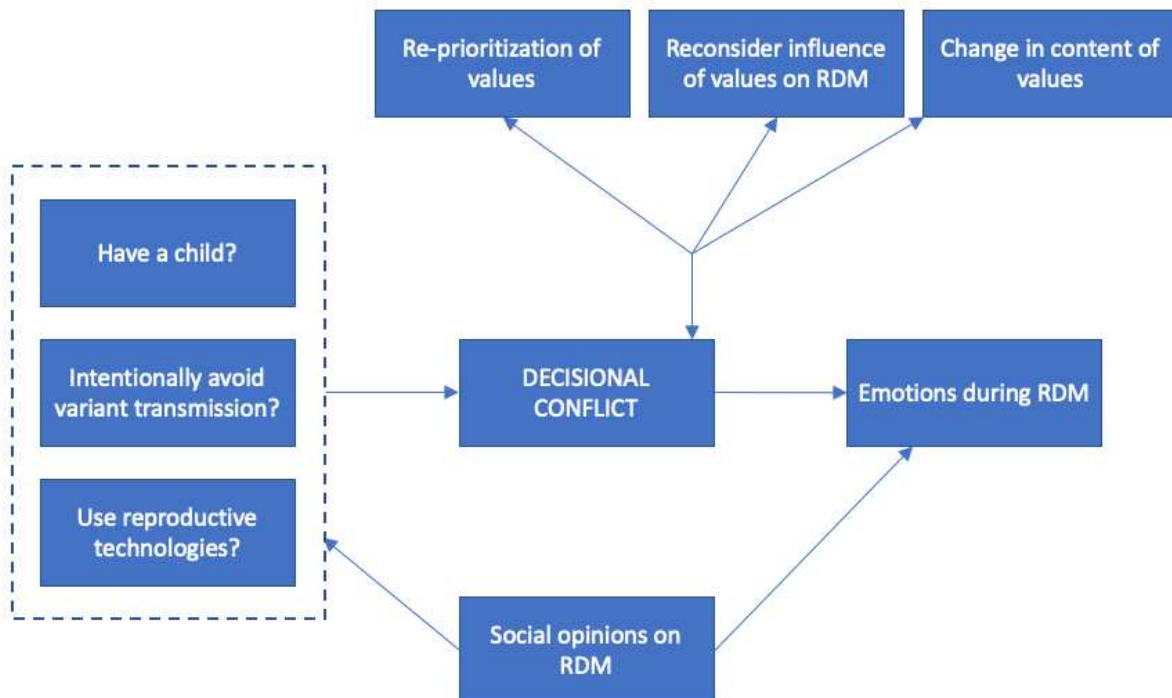 Re-prioritization of
values
Reconsider influence
of values on RDM
Change in content of
values
Have a child?
Intentionally avoid
variant transmission?
Use reproductive
technologies?
DECISIONAL
CONFLICT
Emotions during RDM
Social opinions on
RDM